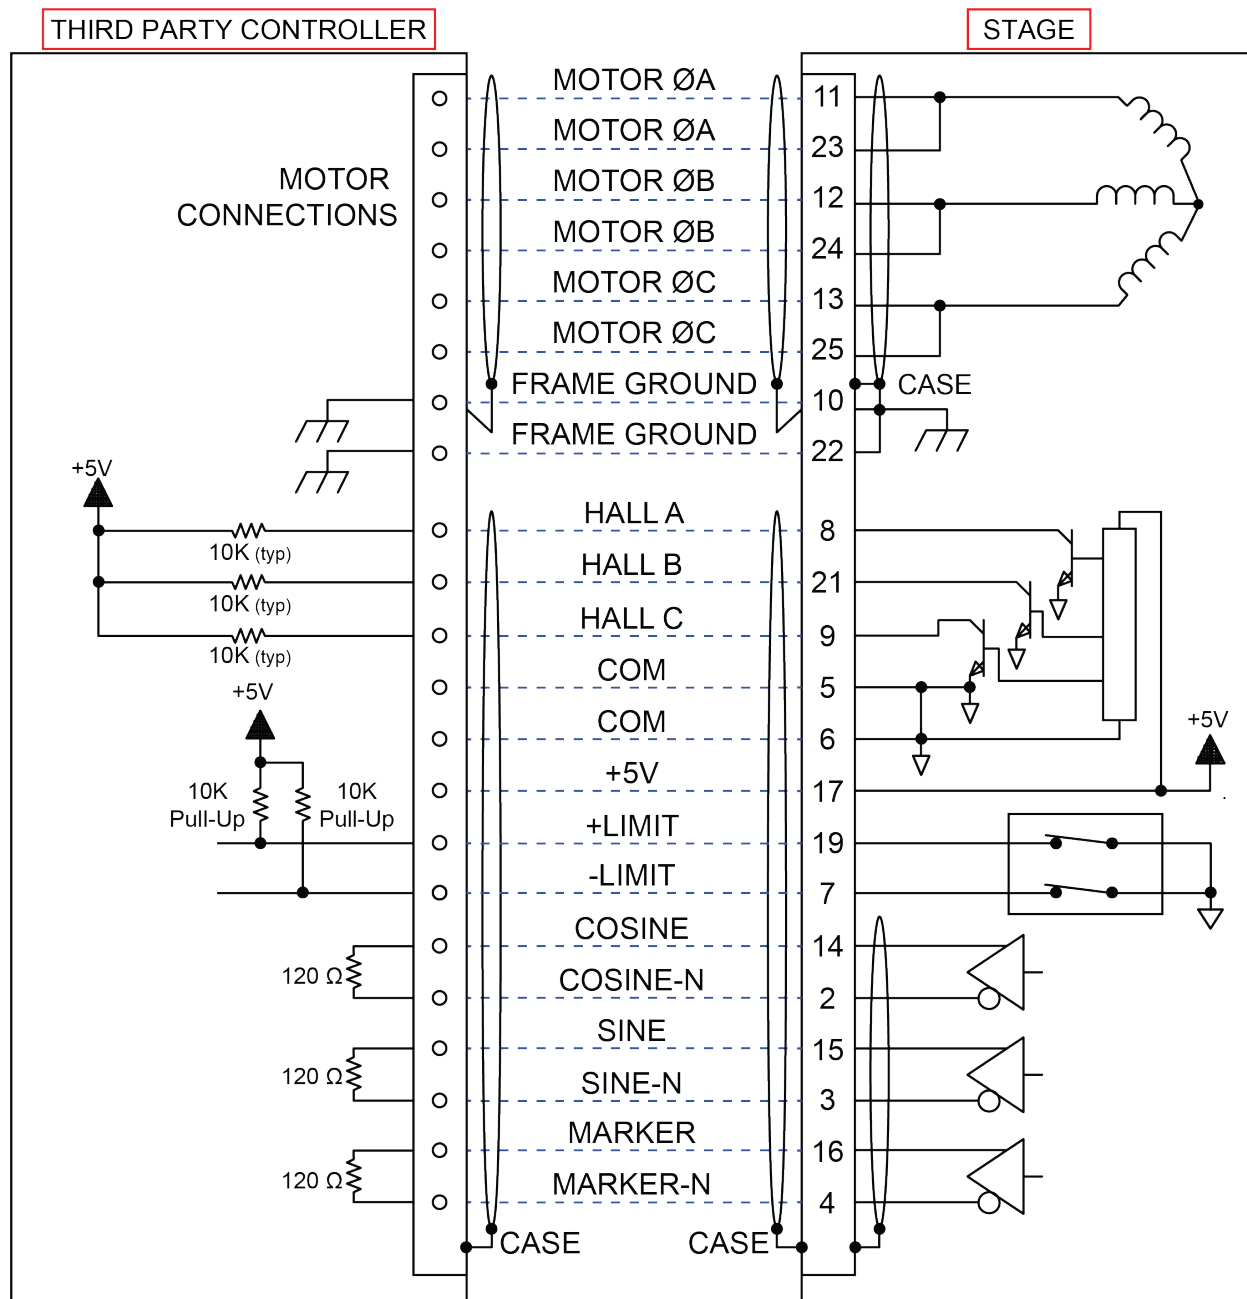 THIRD PARTY CONTROLLER
STAGE
MOTOR ØA
11
MOTOR ØA
23
MOTOR
CONNECTIONS
MOTOR ØB
12
MOTOR ØB
24
MOTOR ØC
13
MOTOR ØC
25
FRAME GROUND
CASE
10
FRAME GROUND
22
+5V
HALL A
8
10K (typ)
HALL B
21
10K (typ)
HALL C
9
10K (typ)
COM
5
+5V
COM
6
+5V
+5V
17
10K
Pull-Up
10K
Pull-Up
+LIMIT
19
-LIMIT
7
COSINE
14
120 Ω
COSINE-N
2
SINE
15
120 Ω
SINE-N
3
MARKER
16
120 Ω
MARKER-N
4
CASE
CASE